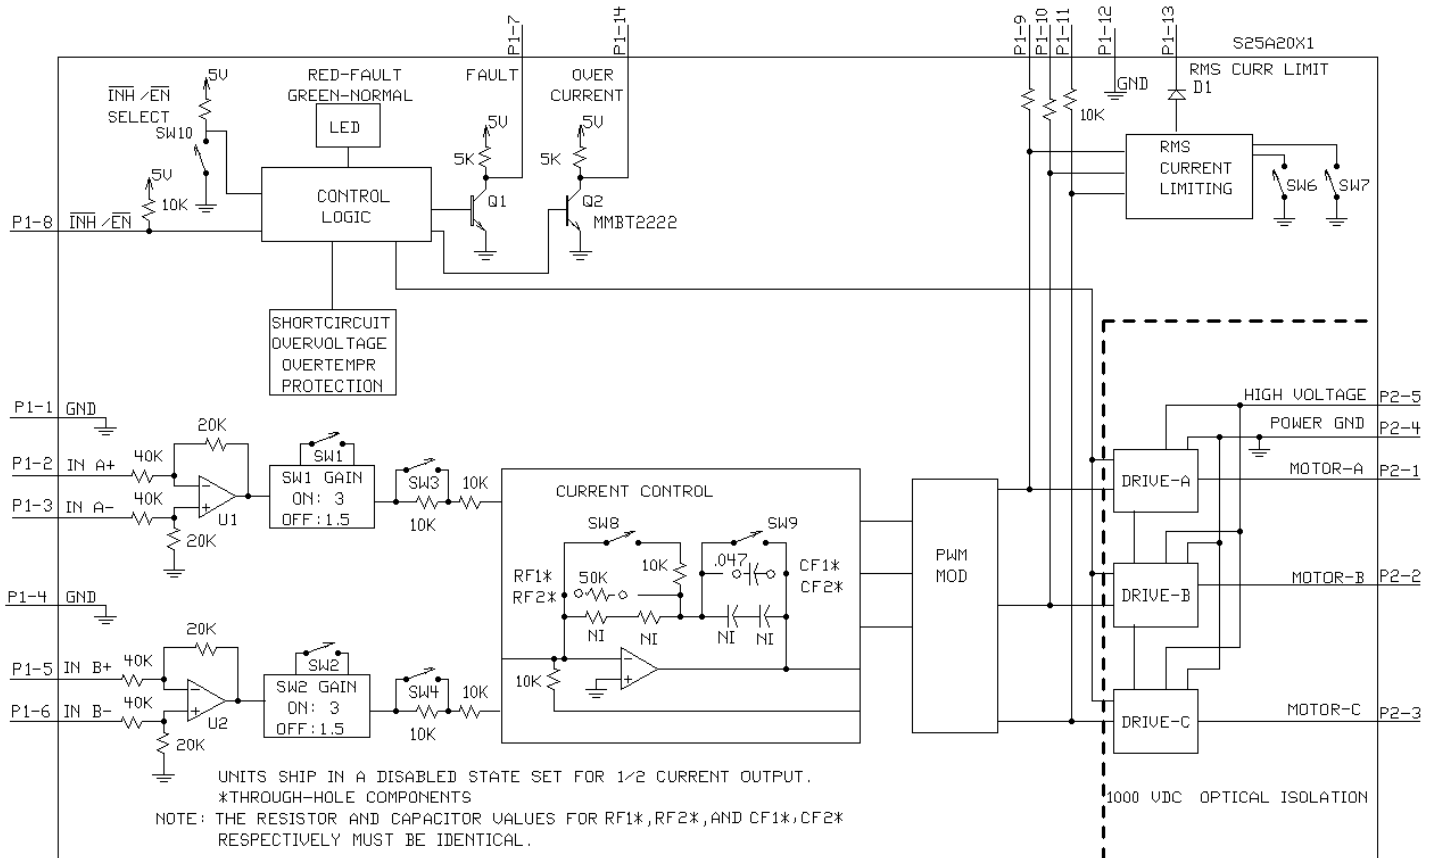 P1-7
P1-14
P1-9
P1-10
P1-11
P1-12
P1-13
S25A20X1
INH/EN
SELECT
5V
SW10
RED-FAULT
GREEN-NORMAL
LED
FAULT
OVER
CURRENT
5V
5K
5V
5K
Q1
Q2
MMBT2222
10K
GND
RMS CURR LIMIT
D1
RMS
CURRENT
LIMITING
SW6
SW7
5V
10K
P1-8
INH/EN
CONTROL
LOGIC
SHORTCIRCUIT
OVERVOLTAGE
OVERTEMPR
PROTECTION
P1-1
GND
P1-2
IN A+
40K
20K
P1-3
IN A-
40K
20K
U1
SW1
SW1 GAIN
ON: 3
OFF:1.5
SW3
10K
10K
P1-4
GND
P1-5
IN B+
40K
20K
P1-6
IN B-
40K
20K
U2
SW2
SW2 GAIN
ON: 3
OFF:1.5
SW4
10K
10K
CURRENT CONTROL
SW8
SW9
RF1*
RF2*
50K
10K
.047
CF1*
CF2*
NI
NI
NI
NI
10K
PWM
MOD
HIGH VOLTAGE
P2-5
POWER GND
P2-4
DRIVE-A
MOTOR-A
P2-1
DRIVE-B
MOTOR-B
P2-2
DRIVE-C
MOTOR-C
P2-3
1000 VDC OPTICAL ISOLATION
UNITS SHIP IN A DISABLED STATE SET FOR 1/2 CURRENT OUTPUT.
*THROUGH-HOLE COMPONENTS
NOTE: THE RESISTOR AND CAPACITOR VALUES FOR RF1*,RF2*,AND CF1*,CF2*
RESPECTIVELY MUST BE IDENTICAL.